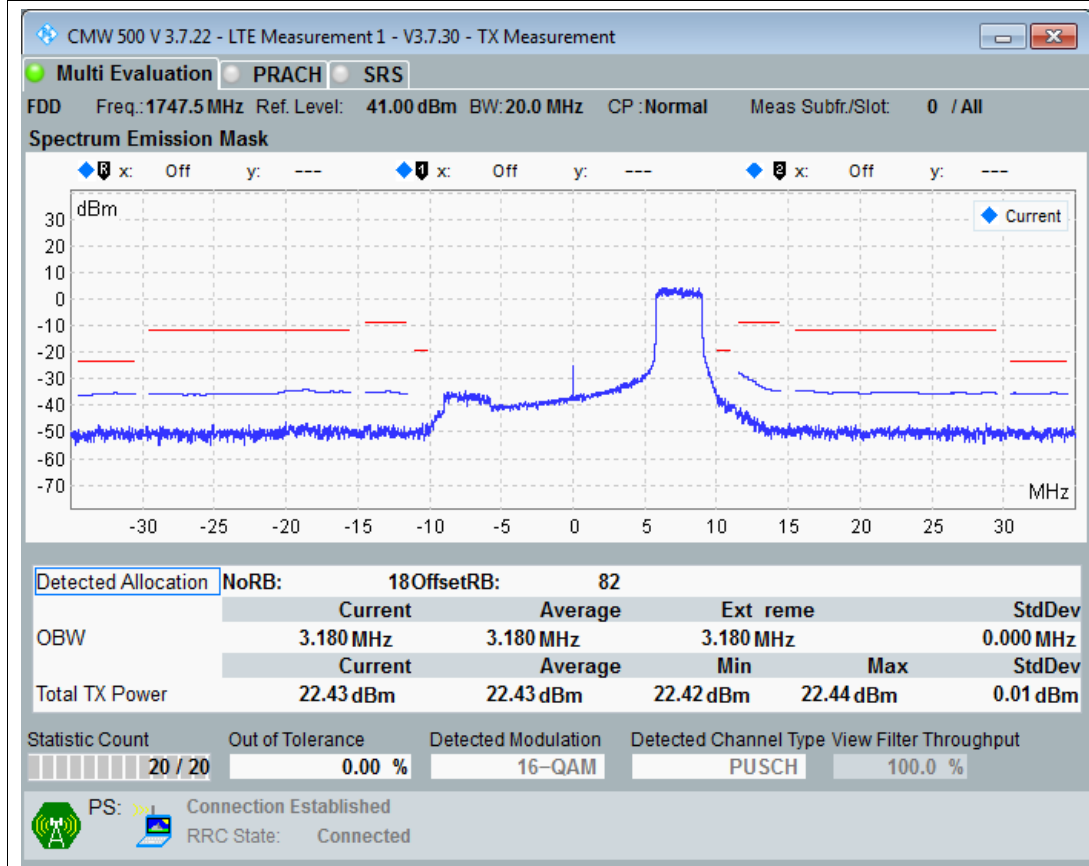 CMW 500 V 3.7.22 - LTE Measurement 1 - V3.7.30 - TX Measurement
Multi Evaluation PRACH SRS
FDD Freq.: 1747.5 MHz Ref. Level: 41.00 dBm BW: 20.0 MHz CP : Normal Meas Subfr./Slot: 0 / All
Spectrum Emission Mask
R x: Off y: --- 1 x: Off y: --- 2 x: Off y: ---
dBm
Current
30
20
10
0
-10
-20
-30
-40
-50
-60
-70
MHz
-30 -25 -20 -15 -10 -5 0 5 10 15 20 25 30
Detected Allocation NoRB: 18 OffsetRB: 82
Current Average Ext reme StdDev
OBW 3.180 MHz 3.180 MHz 3.180 MHz 0.000 MHz
Current Average Min Max StdDev
Total TX Power 22.43 dBm 22.43 dBm 22.42 dBm 22.44 dBm 0.01 dBm
Statistic Count Out of Tolerance Detected Modulation Detected Channel Type View Filter Throughput
20 / 20 0.00 % 16-QAM PUSCH 100.0 %
PS: Connection Established
RRC State: Connected